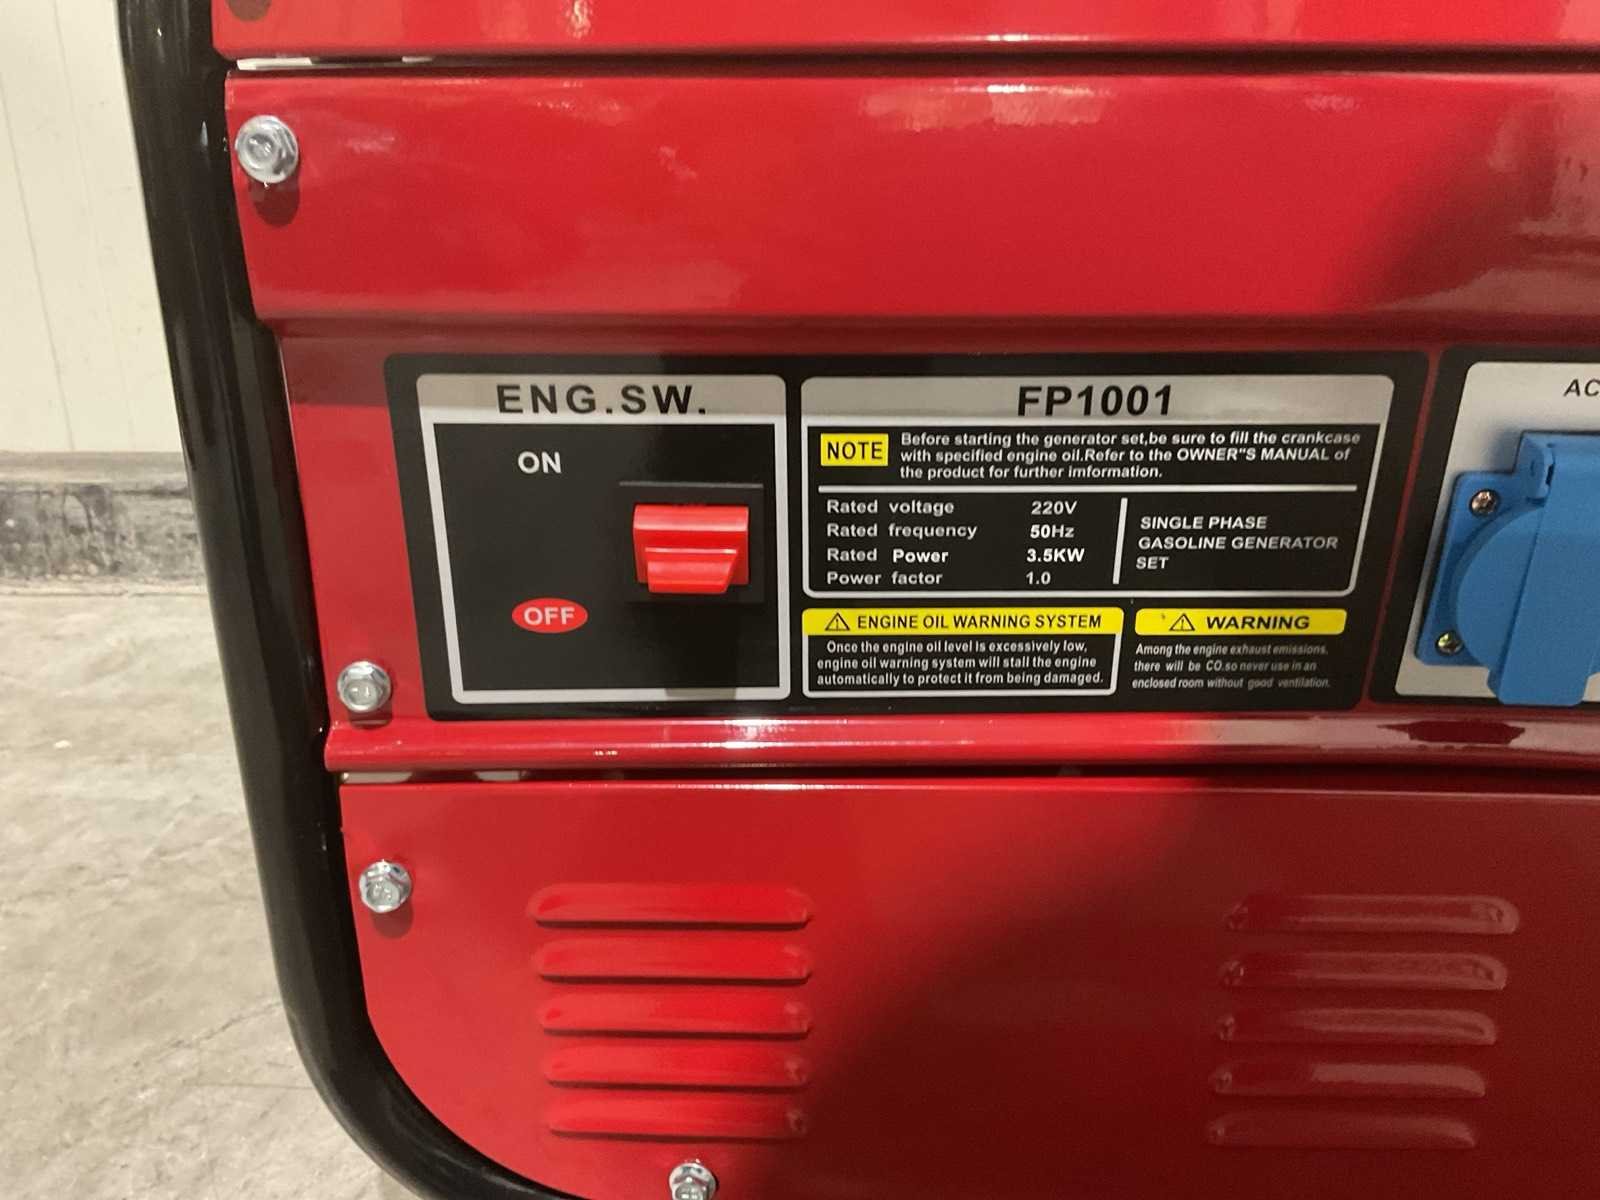 ENG.SW.
ON
OFF
FP1001
NOTE
Before starting the generator set,be sure to fill the crankcase
with specified engine oil.Refer to the OWNER"S MANUAL of
the product for further imformation.
Rated voltage 220V
Rated frequency 50Hz
Rated Power 3.5KW
Power factor 1.0
SINGLE PHASE
GASOLINE GENERATOR
SET
ENGINE OIL WARNING SYSTEM
Once the engine oil level is excessively low,
engine oil warning system will stall the engine
automatically to protect it from being damaged.
WARNING
Among the engine exhaust emissions,
there will be CO.so never use in an
enclosed room without good ventilation.
AC